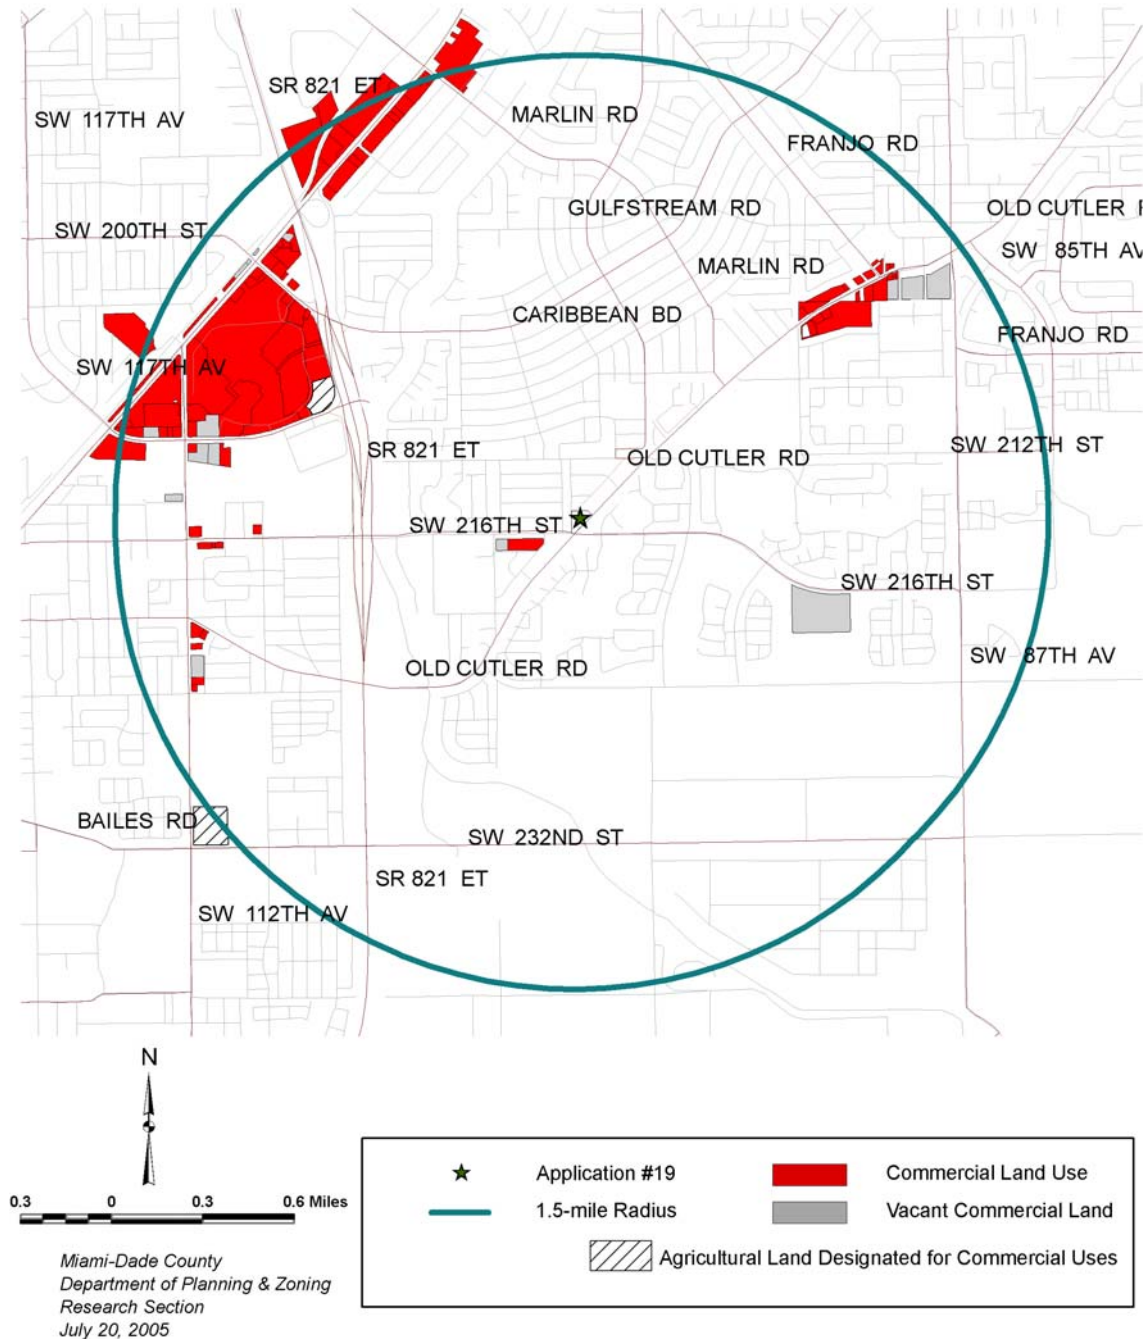 SR 821 ET
SW 117TH AV
MARLIN RD
FRANJO RD
GULFSTREAM RD
OLD CUTLER
SW 200TH ST
SW 85TH AV
MARLIN RD
CARIBBEAN BD
FRANJO RD
SW 117TH AV
SR 821 ET
OLD CUTLER RD
SW 212TH ST
SW 216TH ST
SW 216TH ST
OLD CUTLER RD
SW 87TH AV
BAILES RD
SW 232ND ST
SR 821 ET
SW 112TH AV
N
0.3 0 0.3 0.6 Miles
Application #19
Commercial Land Use
1.5-mile Radius
Vacant Commercial Land
Agricultural Land Designated for Commercial Uses
Miami-Dade County
Department of Planning & Zoning
Research Section
July 20, 2005